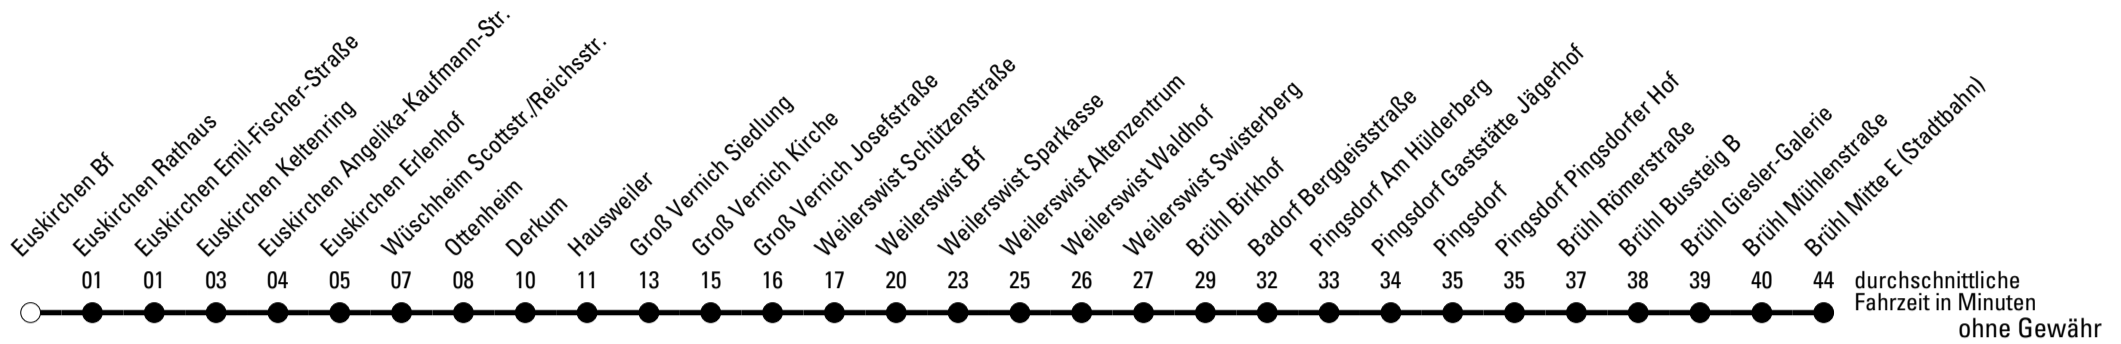 Euskirchen Bf
Euskirchen Rathaus
Euskirchen Emil-Fischer-Straße
Euskirchen Keltenring
Euskirchen Angelika-Kaufmann-Str.
Euskirchen Erlenhof
Wüschheim Scottstr./Reichsstr.
Ottenheim
Derkum
Hausweiler
Groß Vernich Siedlung
Groß Vernich Kirche
Groß Vernich Josefstraße
Weilerswist Schützenstraße
Weilerswist Bf
Weilerswist Sparkasse
Weilerswist Altenzentrum
Weilerswist Waldhof
Weilerswist Swisterberg
Brühl Birkhof
Badorf Berggeiststraße
Pingsdorf Am Hülderberg
Pingsdorf Gaststätte Jägerhof
Pingsdorf
Pingsdorf Pingsdorfer Hof
Brühl Römerstraße
Brühl Bussteig B
Brühl Giesler-Galerie
Brühl Mühlenstraße
Brühl Mitte E (Stadtbahn)
01 01 03 04 05 07 08 10 11 13 15 16 17 20 23 25 26 27 29 32 33 34 35 35 37 38 39 40 44 durchschnittliche
Fahrzeit in Minuten
ohne Gewähr